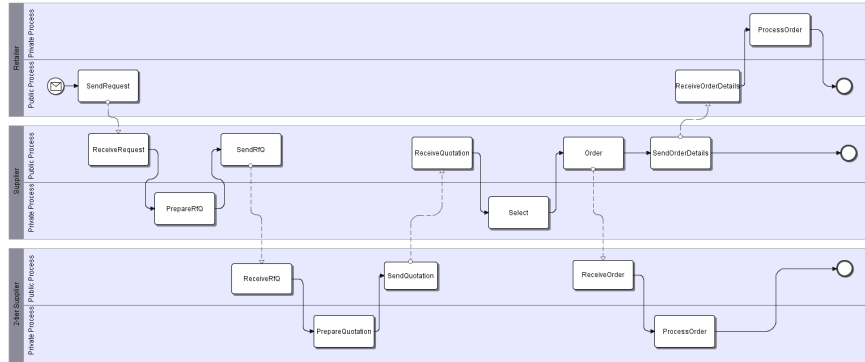 Retailer
Private Process
ProcessOrder
Public Process
SendRequest
ReceiveOrderDetails
Supplier
Public Process
ReceiveRequest
SendRfQ
ReceiveQuotation
Order
SendOrderDetails
Private Process
PrepareRfQ
Select
2-tier Supplier
Public Process
ReceiveRfQ
SendQuotation
ReceiveOrder
Private Process
PrepareQuotation
ProcessOrder